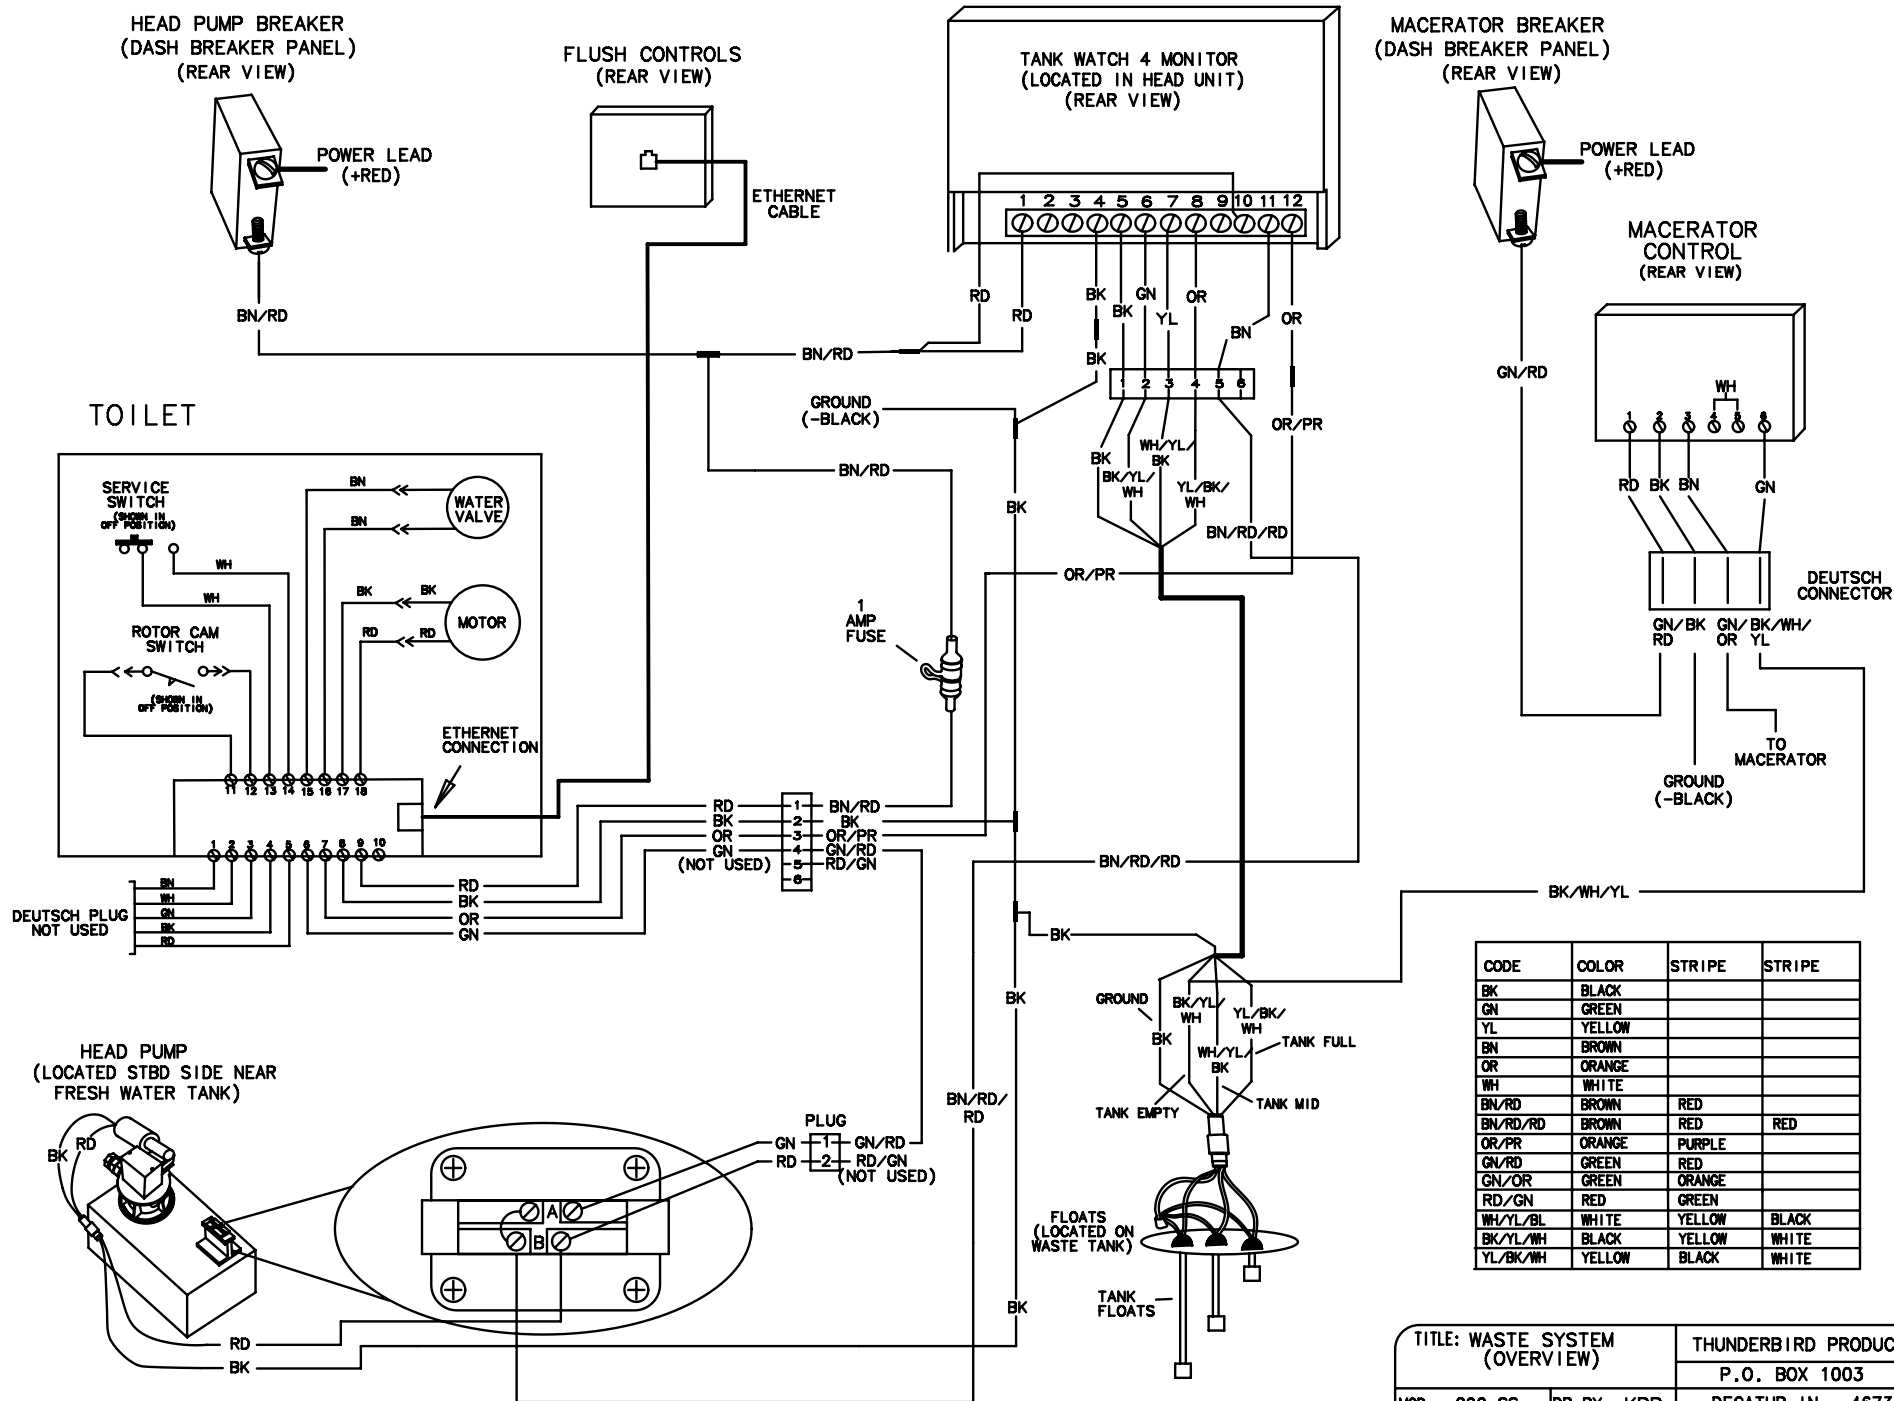 HEAD PUMP BREAKER
(DASH BREAKER PANEL)
(REAR VIEW)
POWER LEAD
(+RED)
BN/RD
FLUSH CONTROLS
(REAR VIEW)
ETHERNET
CABLE
TANK WATCH 4 MONITOR
(LOCATED IN HEAD UNIT)
(REAR VIEW)
1 2 3 4 5 6 7 8 9 10 11 12
RD
RD
BK
BK
GN
YL
OR
BN
OR
BK
MACERATOR BREAKER
(DASH BREAKER PANEL)
(REAR VIEW)
POWER LEAD
(+RED)
GN/RD
MACERATOR
CONTROL
(REAR VIEW)
WH
1 2 3 4 5 6
RD BK BN GN
DEUTSCH
CONNECTOR
GN/
RD
BK
GN/
OR
BK/WH/
YL
TO
MACERATOR
GROUND
(-BLACK)
BN/RD
GROUND
(-BLACK)
BN/RD
1 2 3 4 5 6
BK
BK/YL/
WH
WH/YL/
BK
YL/BK/
WH
BN/RD/RD
OR/PR
BK
OR/PR
1
AMP
FUSE
TOILET
SERVICE
SWITCH
(SHOWN IN
OFF POSITION)
WH
WH
BN
BN
WATER
VALVE
BK BK
RD RD
MOTOR
ROTOR CAM
SWITCH
(SHOWN IN
OFF POSITION)
ETHERNET
CONNECTION
11 12 13 14 15 16 17 18
1 2 3 4 5 6 7 8 9 10
DEUTSCH PLUG
NOT USED
BN
WH
GN
BK
RD
RD
BK
OR
GN
RD 1 BN/RD
BK 2 BK
OR 3 OR/PR
GN 4 GN/RD
(NOT USED) 5 RD/GN
6
BN/RD/RD
BK/WH/YL
BK
BK
GROUND
BK
BK/YL/
WH
YL/BK/
WH
WH/YL/
BK
TANK FULL
TANK EMPTY
TANK MID
FLOATS
(LOCATED ON
WASTE TANK)
TANK
FLOATS
BN/RD/
RD
BK
HEAD PUMP
(LOCATED STBD SIDE NEAR
FRESH WATER TANK)
BK
RD
RD
BK
A
B
PLUG
GN 1 GN/RD
RD 2 RD/GN
(NOT USED)
CODE COLOR STRIPE STRIPE
BK BLACK
GN GREEN
YL YELLOW
BN BROWN
OR ORANGE
WH WHITE
BN/RD BROWN RED
BN/RD/RD BROWN RED RED
OR/PR ORANGE PURPLE
GN/RD GREEN RED
GN/OR GREEN ORANGE
RD/GN RED GREEN
WH/YL/BL WHITE YELLOW BLACK
BK/YL/WH BLACK YELLOW WHITE
YL/BK/WH YELLOW BLACK WHITE
TITLE: WASTE SYSTEM
(OVERVIEW)
THUNDERBIRD PRODUC
P.O. BOX 1003